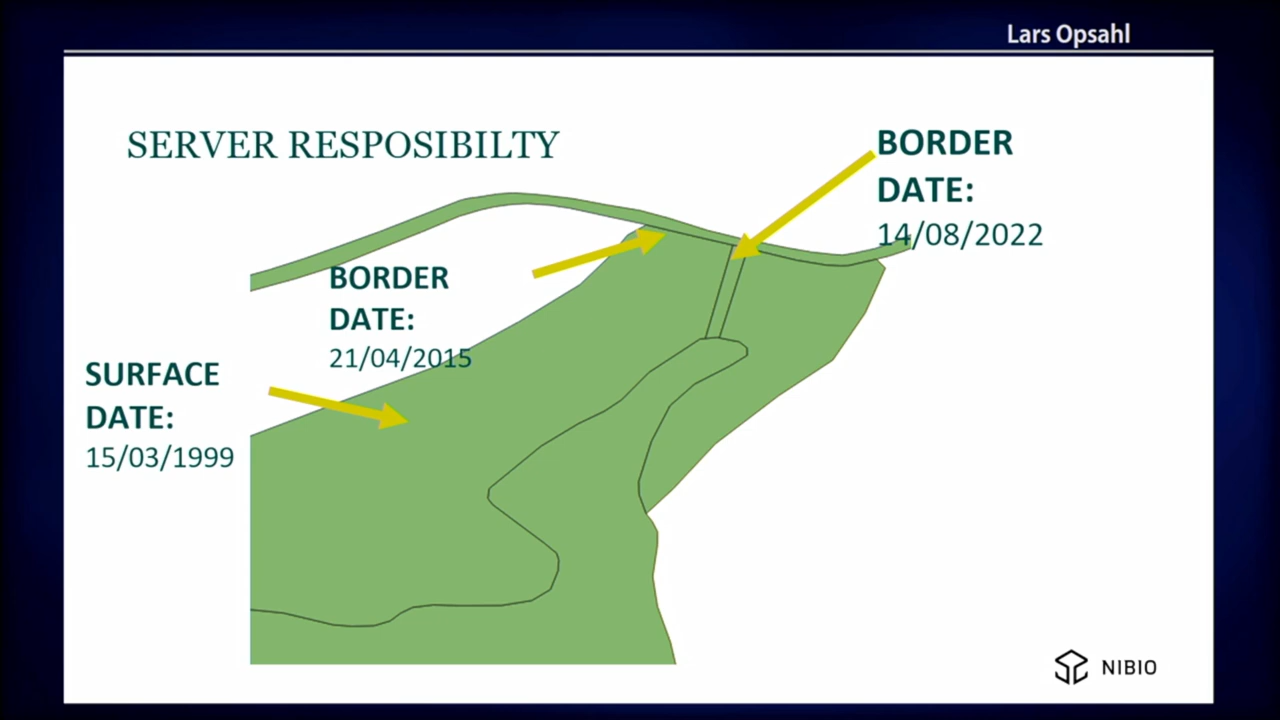 Lars Opsahl
SERVER RESPOSIBILTY
BORDER
DATE:
14/08/2022
BORDER
DATE:
21/04/2015
SURFACE
DATE:
15/03/1999
NIBIO